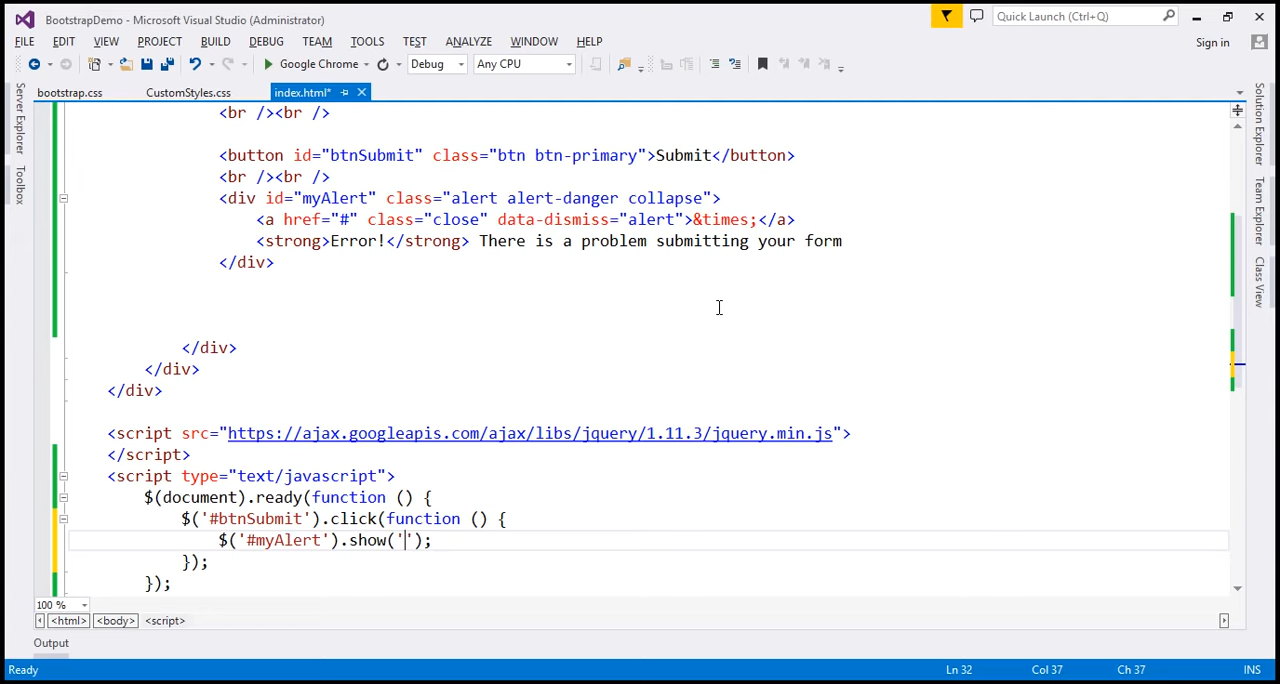 BootstrapDemo - Microsoft Visual Studio (Administrator)
Quick Launch (Ctrl+Q)
FILE EDIT VIEW PROJECT BUILD DEBUG TEAM TOOLS TEST ANALYZE WINDOW HELP
Sign in
Google Chrome Debug Any CPU
bootstrap.css CustomStyles.css index.html*
Server Explorer
Toolbox
Solution Explorer
Team Explorer
Class View
<br /><br />
<button id="btnSubmit" class="btn btn-primary">Submit</button>
<br /><br />
<div id="myAlert" class="alert alert-danger collapse">
<a href="#" class="close" data-dismiss="alert">&times;</a>
<strong>Error!</strong> There is a problem submitting your form
</div>
</div>
</div>
</div>
<script src="https://ajax.googleapis.com/ajax/libs/jquery/1.11.3/jquery.min.js">
</script>
<script type="text/javascript">
$(document).ready(function () {
$('#btnSubmit').click(function () {
$('#myAlert').show('');
});
});
100 %
<html> <body> <script>
Output
Ready Ln 32 Col 37 Ch 37 INS